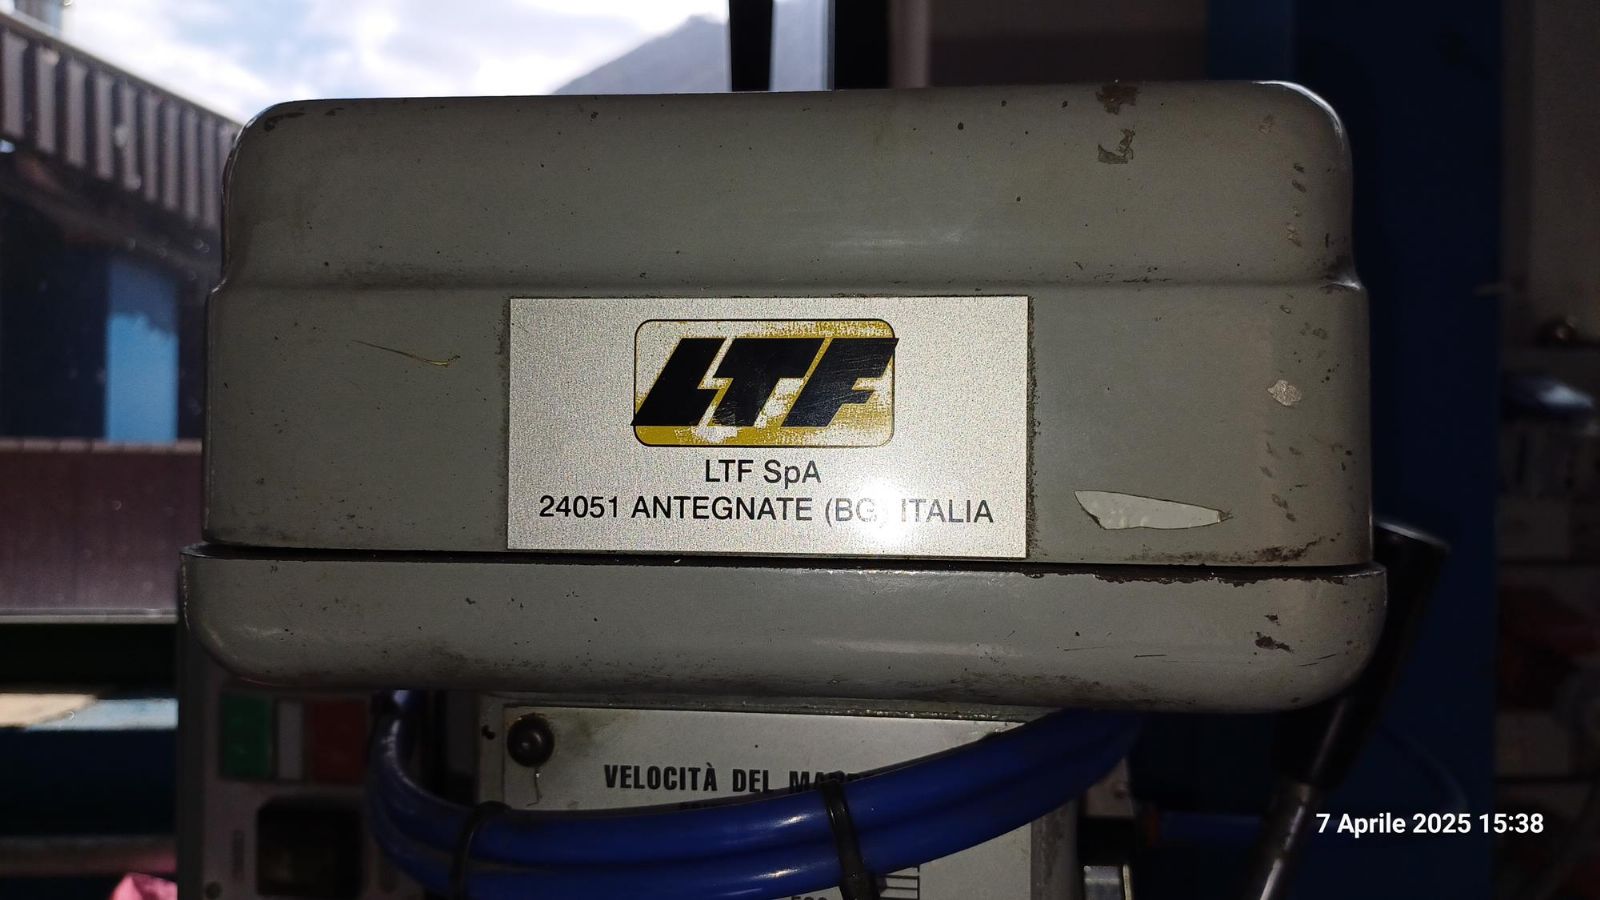 LTF
LTF SpA
24051 ANTEGNATE (BG) ITALIA
VELOCITÀ DEL
7 Aprile 2025 15:38